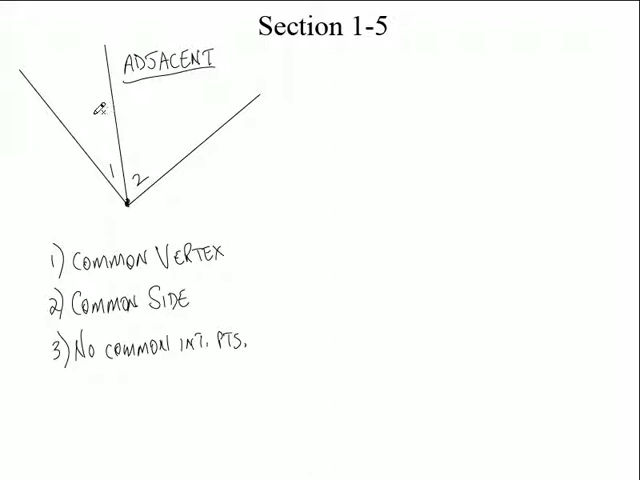 Section 1-5
ADJACENT
1 2
1) COMMON VERTEX
2) COMMON SIDE
3) NO COMMON INT. PTS.